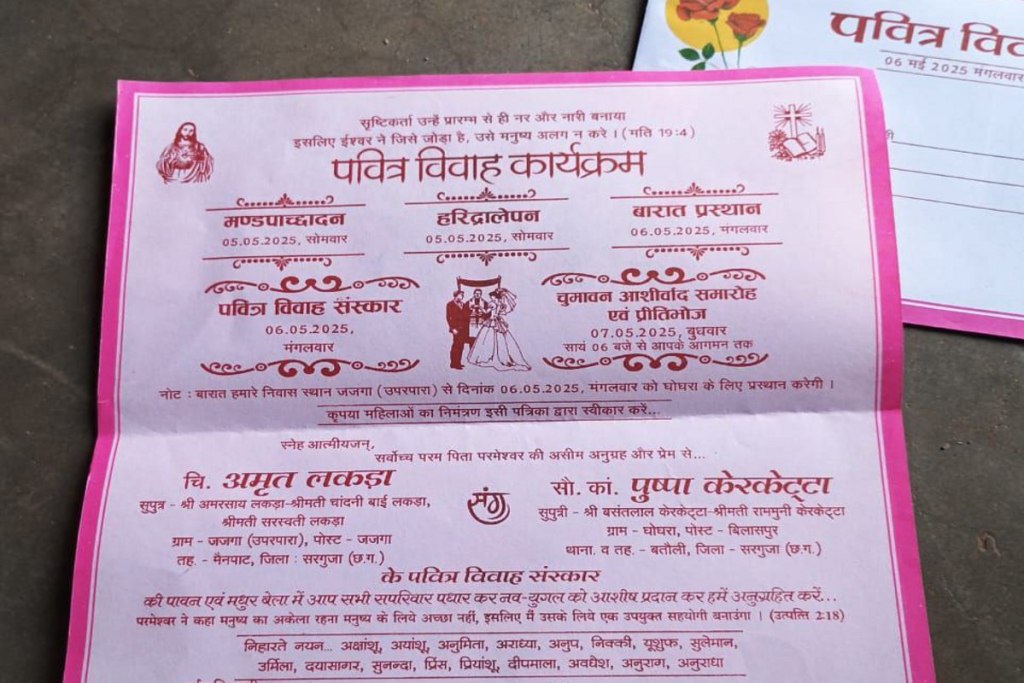 पवित्र
06 मई 2025 मंगलवार
सृष्टिकर्ता उन्हें प्रारम्भ से ही नर और नारी बनाया
इसलिए ईश्वर ने जिसे जोड़ा है, उसे मनुष्य अलग न करे । (मति 19:4)
पवित्र विवाह कार्यक्रम
मण्डपाच्छादन
05.05.2025, सोमवार
हरिद्रालेपन
05.05.2025, सोमवार
बारात प्रस्थान
06.05.2025, मंगलवार
पवित्र विवाह संस्कार
06.05.2025,
मंगलवार
चुमावन आशीर्वाद समारोह
एवं प्रीतिभोज
07.05.2025, बुधवार
सायं 06 बजे से आपके आगमन तक
नोट : बारात हमारे निवास स्थान जजगा (उपरपारा) से दिनांक 06.05.2025, मंगलवार को घोघरा के लिए प्रस्थान करेगी ।
कृपया महिलाओं का निमंत्रण इसी पत्रिका द्वारा स्वीकार करें...
स्नेह आत्मीयजन्,
सर्वोच्च परम पिता परमेश्वर की असीम अनुग्रह और प्रेम से...
चि. अमृत लकड़ा
सुपुत्र - श्री अमरसाय लकड़ा-श्रीमती चांदनी बाई लकड़ा,
श्रीमती सरस्वती लकड़ा
ग्राम - जजगा (उपरपारा), पोस्ट - जजगा
तह. - मैनपाट, जिला : सरगुजा (छ.ग.)
संग
सौ. कां. पुष्पा केरकेट्टा
सुपुत्री - श्री बसंतलाल केरकेट्टा-श्रीमती राममुनी केरकेट्टा
ग्राम - घोघरा, पोस्ट - बिलासपुर
थाना. व तह. - बतौली, जिला - सरगुजा (छ.ग.)
के पवित्र विवाह संस्कार
की पावन एवं मधुर बेला में आप सभी सपरिवार पधार कर नव-युगल को आशीष प्रदान कर हमें अनुग्रहित करें...
परमेश्वर ने कहा मनुष्य का अकेला रहना मनुष्य के लिये अच्छा नहीं, इसलिए मैं उसके लिये एक उपयुक्त सहयोगी बनाउंगा । (उत्पत्ति 2:18)
निहारते नयन... अक्षांशू, अयांशू, अनुमिता, अराध्या, अनुप, निक्की, यूशुफ, सुलेमान,
उर्मिला, दयासागर, सुनन्दा, प्रिंस, प्रियांशू, दीपमाला, अवधेश, अनुराग, अनुराधा